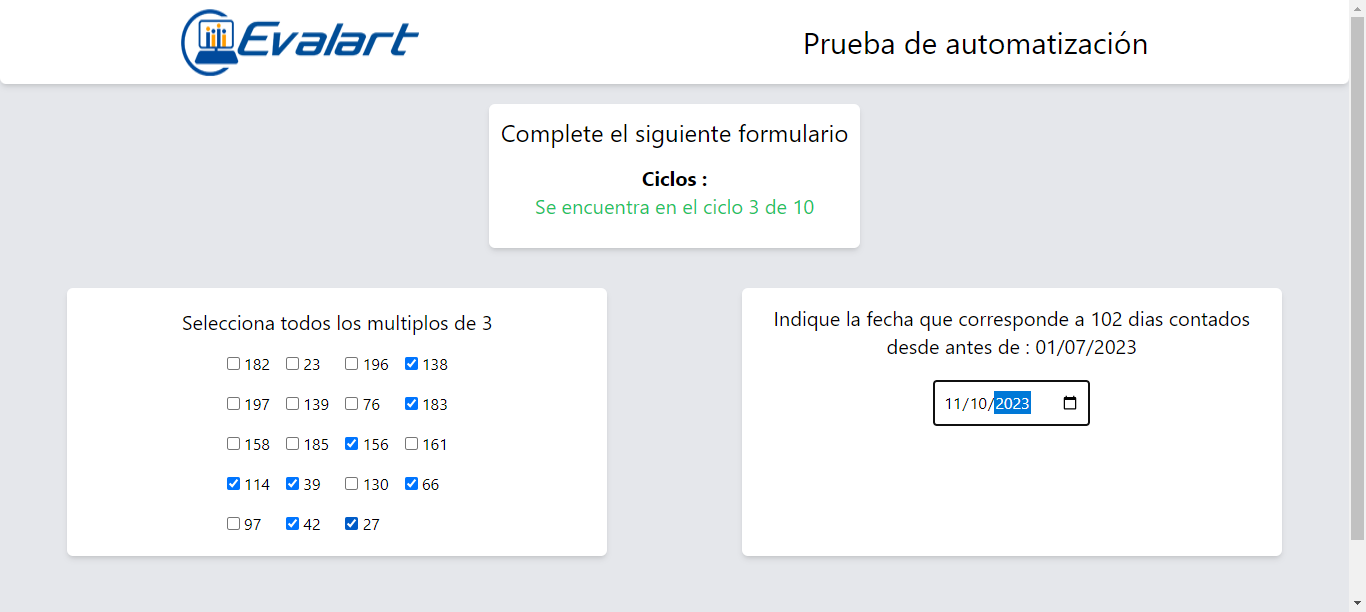 Evalart
Prueba de automatización
Complete el siguiente formulario
Ciclos :
Se encuentra en el ciclo 3 de 10
Selecciona todos los multiplos de 3
182 23 196 138
197 139 76 183
158 185 156 161
114 39 130 66
97 42 27
Indique la fecha que corresponde a 102 dias contados
desde antes de : 01/07/2023
11/10/2023